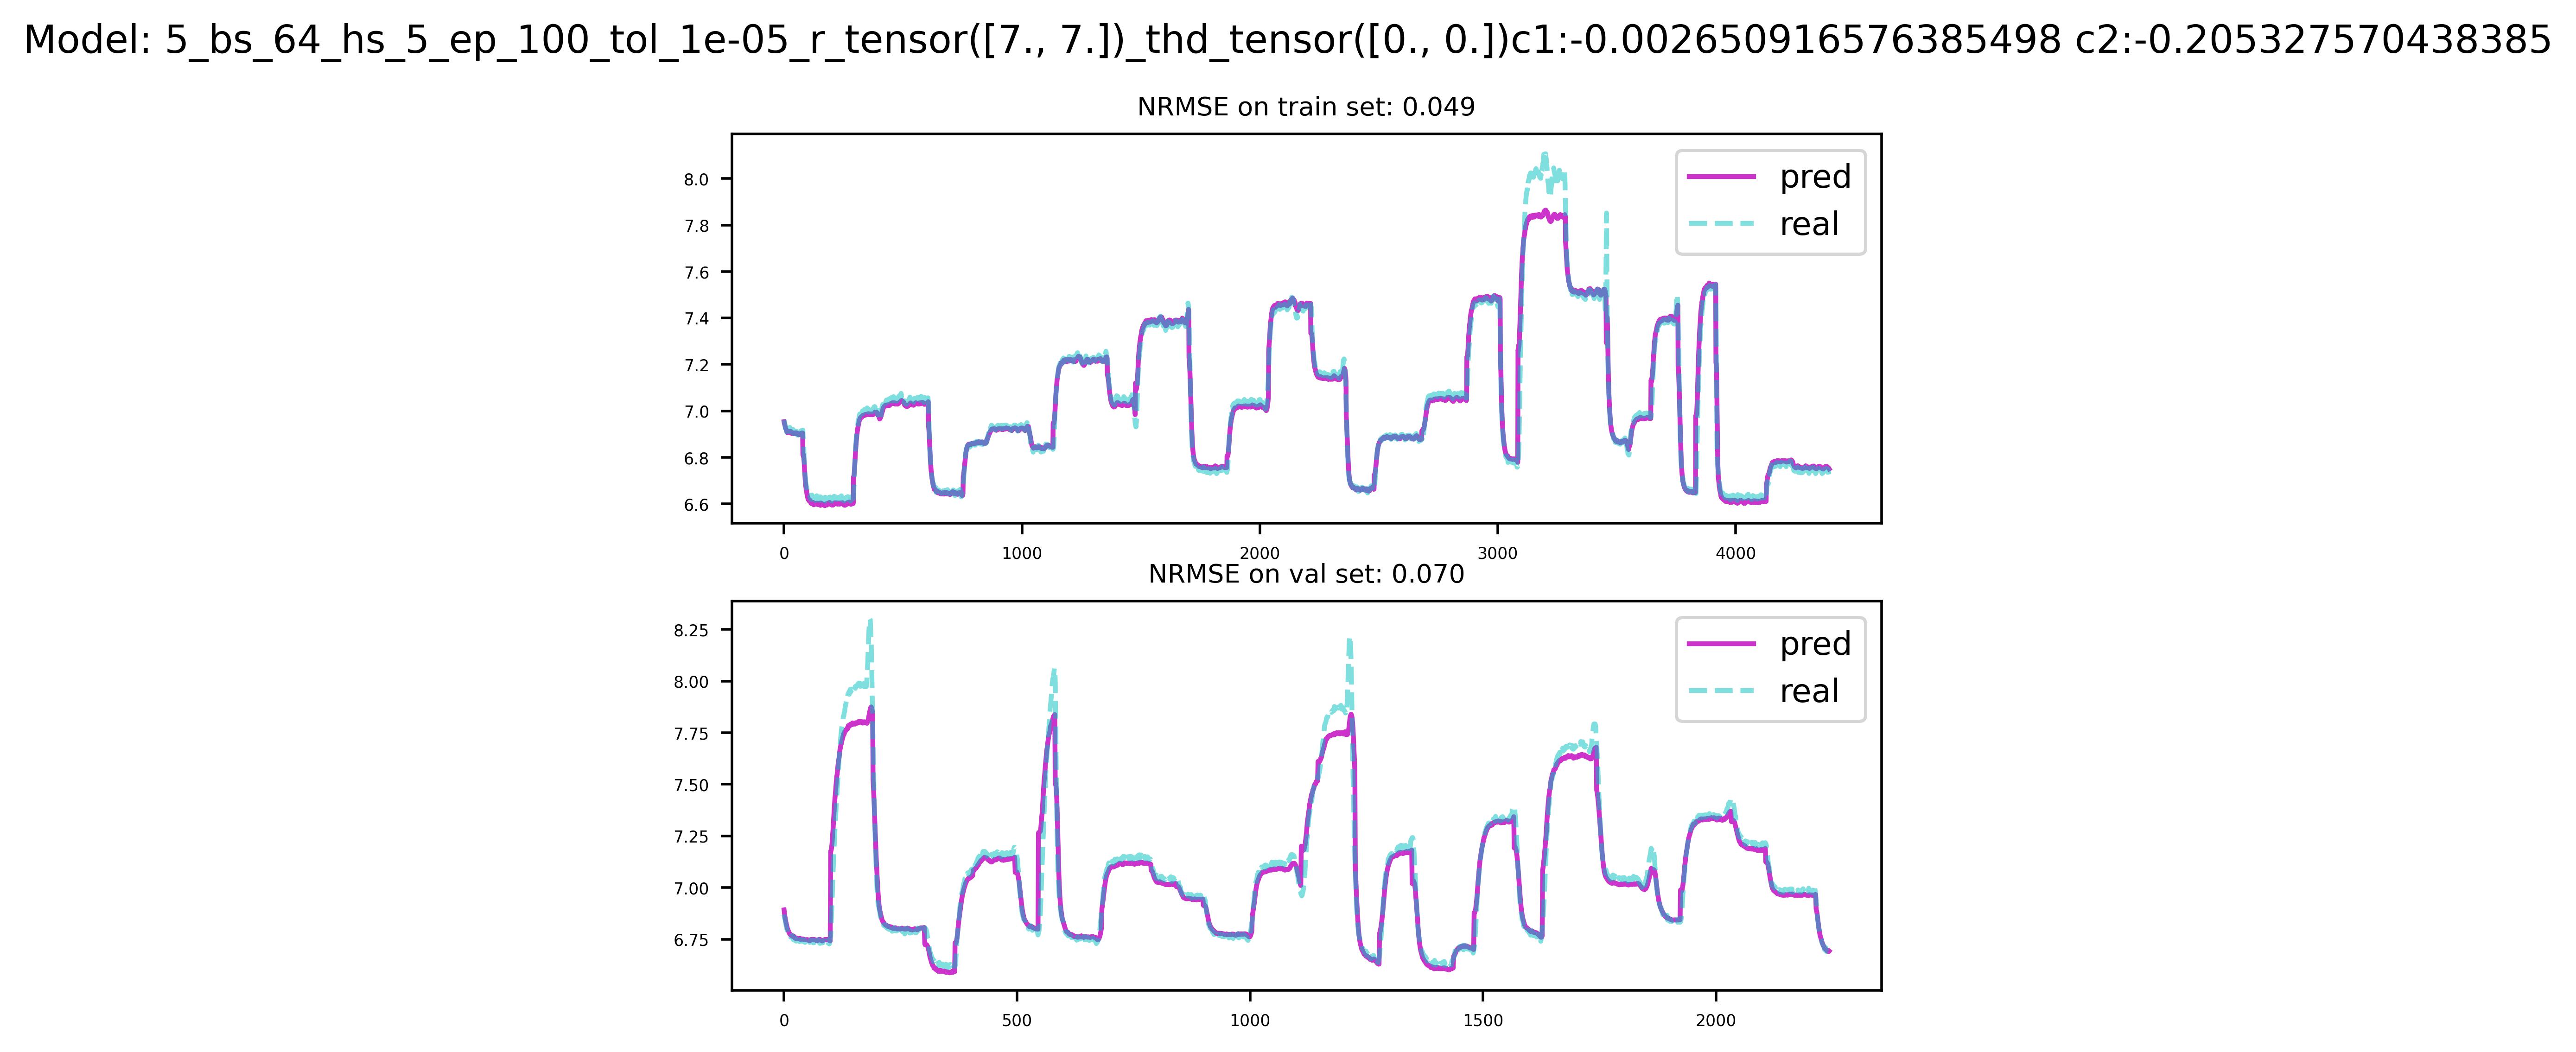 Model: 5_bs_64_hs_5_ep_100_tol_1e-05_r_tensor([7., 7.])_thd_tensor([0., 0.])c1:-0.002650916576385498 c2:-0.205327570438385
NRMSE on train set: 0.049
pred
real
8.0
7.8
7.6
7.4
7.2
7.0
6.8
6.6
0 1000 2000 3000 4000
NRMSE on val set: 0.070
pred
real
8.25
8.00
7.75
7.50
7.25
7.00
6.75
0 500 1000 1500 2000